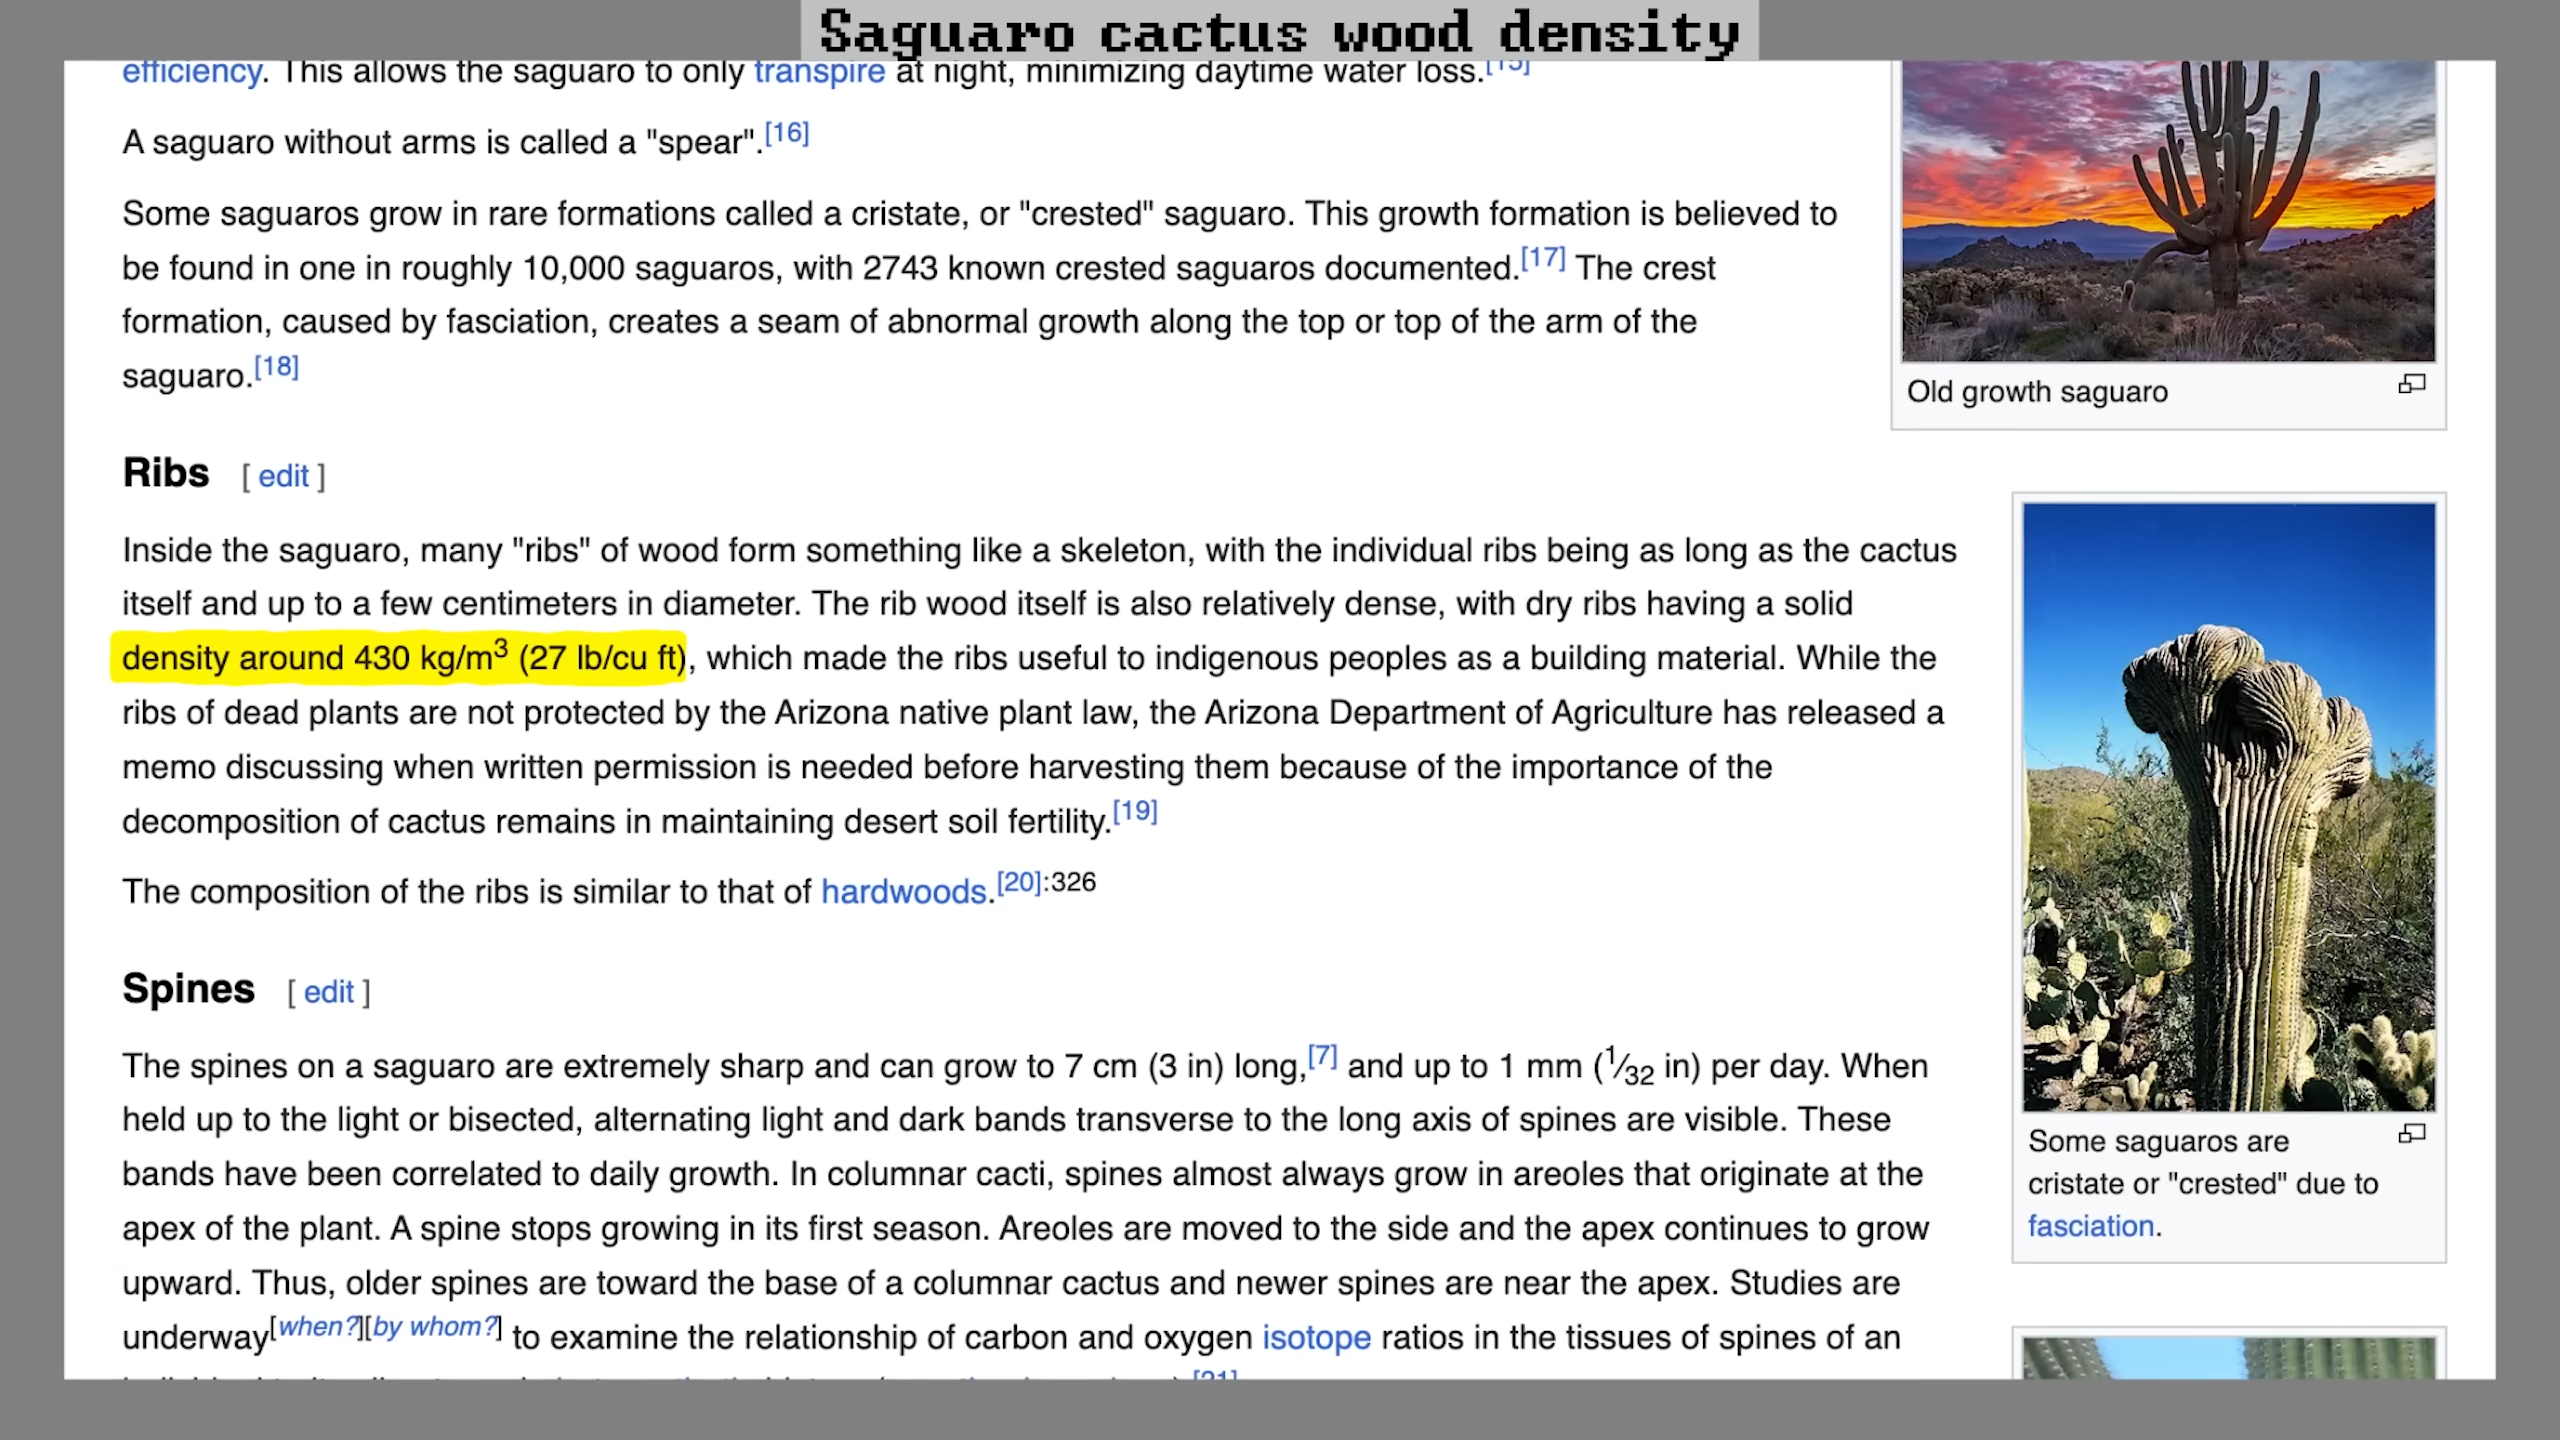 Saguaro cactus wood density
efficiency. This allows the saguaro to only transpire at night, minimizing daytime water loss.[15]
A saguaro without arms is called a "spear".[16]
Some saguaros grow in rare formations called a cristate, or "crested" saguaro. This growth formation is believed to
be found in one in roughly 10,000 saguaros, with 2743 known crested saguaros documented.[17] The crest
formation, caused by fasciation, creates a seam of abnormal growth along the top or top of the arm of the
saguaro.[18]
Old growth saguaro
Ribs [ edit ]
Inside the saguaro, many "ribs" of wood form something like a skeleton, with the individual ribs being as long as the cactus
itself and up to a few centimeters in diameter. The rib wood itself is also relatively dense, with dry ribs having a solid
density around 430 kg/m³ (27 lb/cu ft), which made the ribs useful to indigenous peoples as a building material. While the
ribs of dead plants are not protected by the Arizona native plant law, the Arizona Department of Agriculture has released a
memo discussing when written permission is needed before harvesting them because of the importance of the
decomposition of cactus remains in maintaining desert soil fertility.[19]
The composition of the ribs is similar to that of hardwoods.[20]:326
Spines [ edit ]
The spines on a saguaro are extremely sharp and can grow to 7 cm (3 in) long,[7] and up to 1 mm (1⁄32 in) per day. When
held up to the light or bisected, alternating light and dark bands transverse to the long axis of spines are visible. These
bands have been correlated to daily growth. In columnar cacti, spines almost always grow in areoles that originate at the
apex of the plant. A spine stops growing in its first season. Areoles are moved to the side and the apex continues to grow
upward. Thus, older spines are toward the base of a columnar cactus and newer spines are near the apex. Studies are
underway[when?][by whom?] to examine the relationship of carbon and oxygen isotope ratios in the tissues of spines of an
[21]
Some saguaros are
cristate or "crested" due to
fasciation.